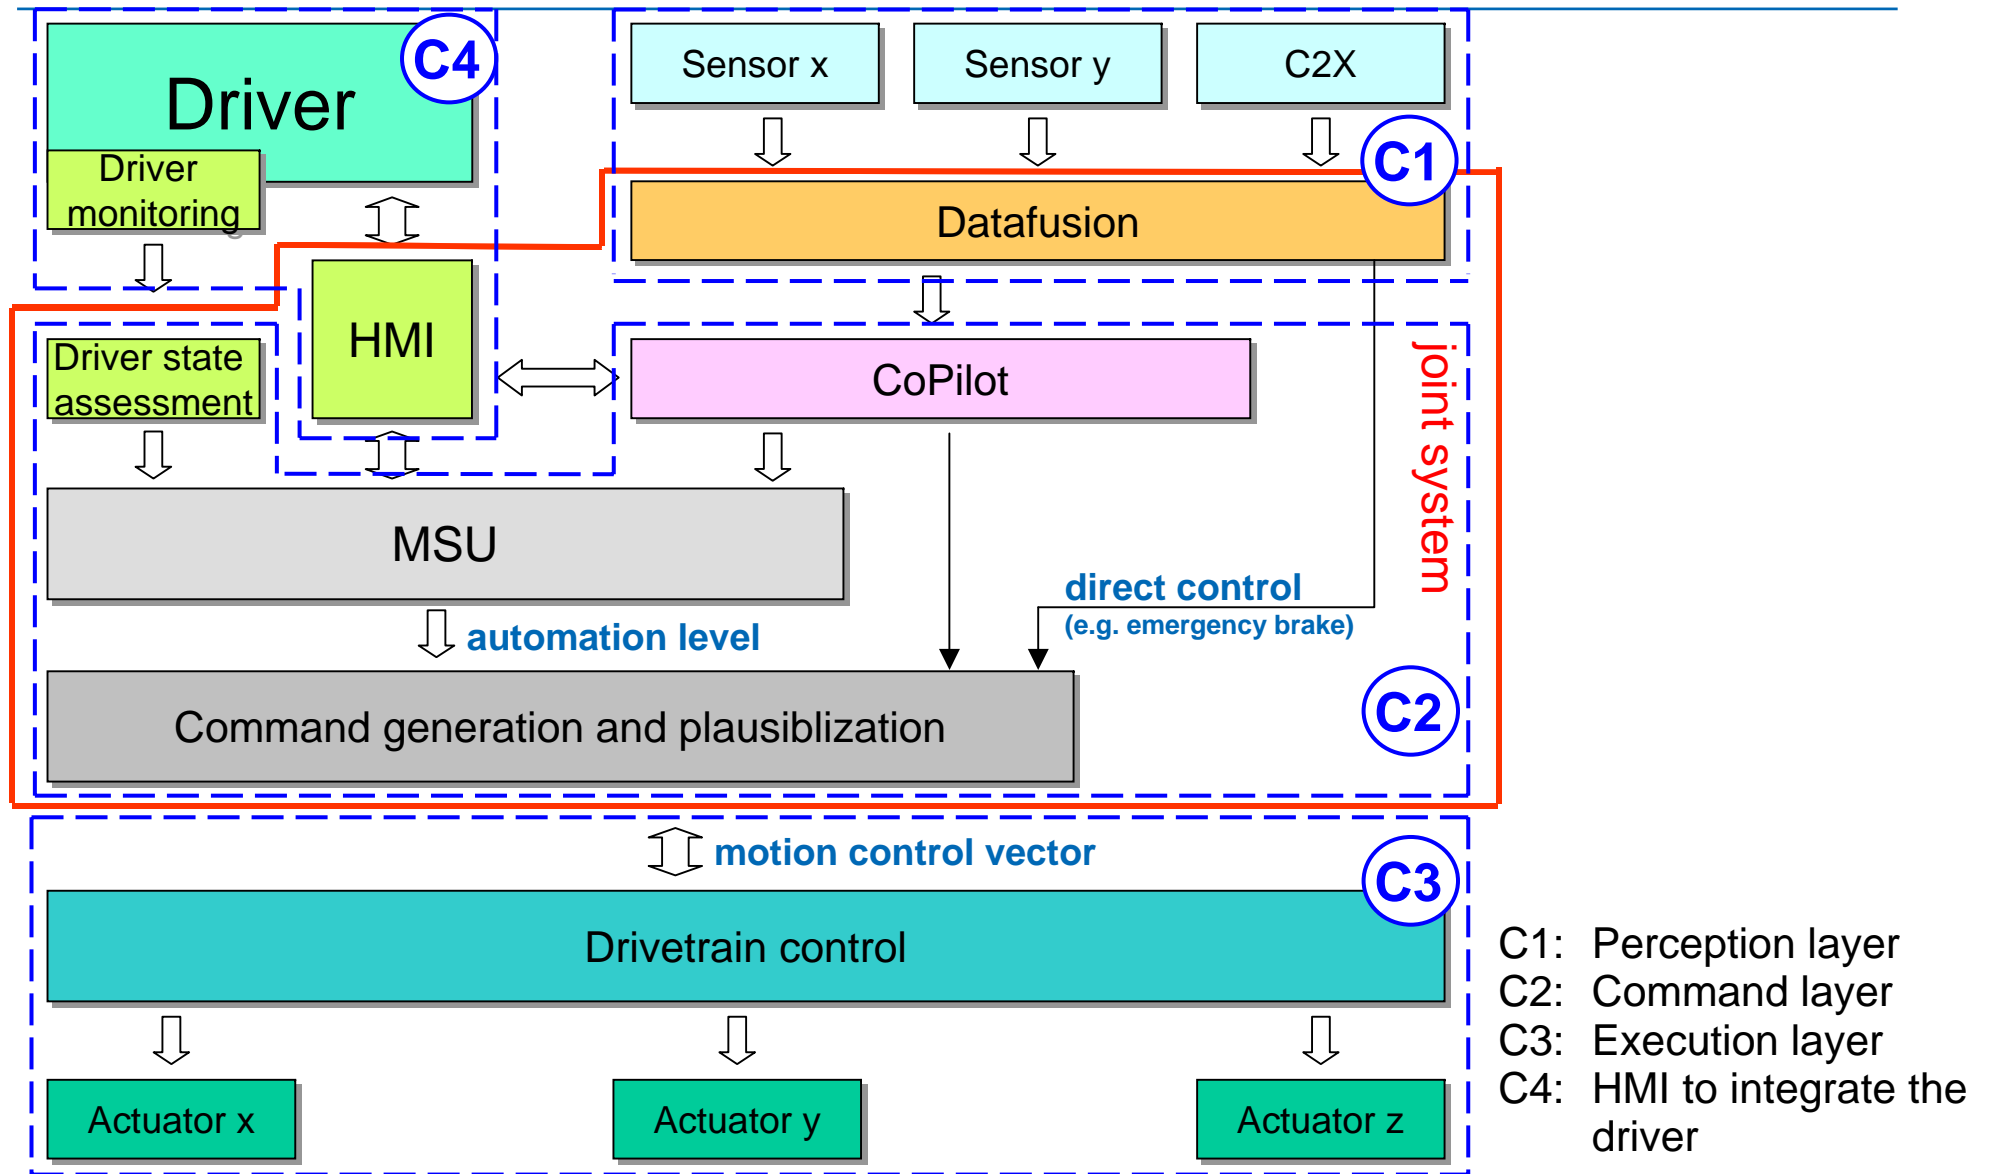 Driver
C4
Sensor x
Sensor y
C2X
C1
Driver
monitoring
Datafusion
HMI
Driver state
assessment
CoPilot
joint system
MSU
direct control
(e.g. emergency brake)
automation level
Command generation and plausiblization
C2
motion control vector
C3
Drivetrain control
Actuator x
Actuator y
Actuator z
C1: Perception layer
C2: Command layer
C3: Execution layer
C4: HMI to integrate the
driver